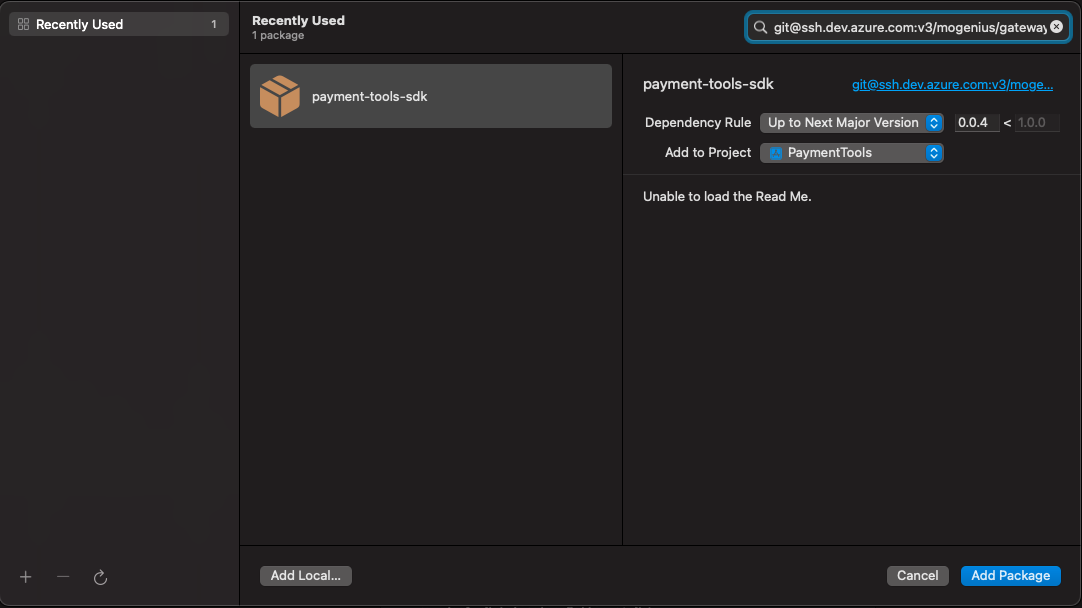 Recently Used 1
Recently Used
1 package
git@ssh.dev.azure.com:v3/mogenius/gateway
payment-tools-sdk
payment-tools-sdk git@ssh.dev.azure.com:v3/moge...
Dependency Rule Up to Next Major Version 0.0.4 < 1.0.0
Add to Project PaymentTools
Unable to load the Read Me.
Add Local... Cancel Add Package